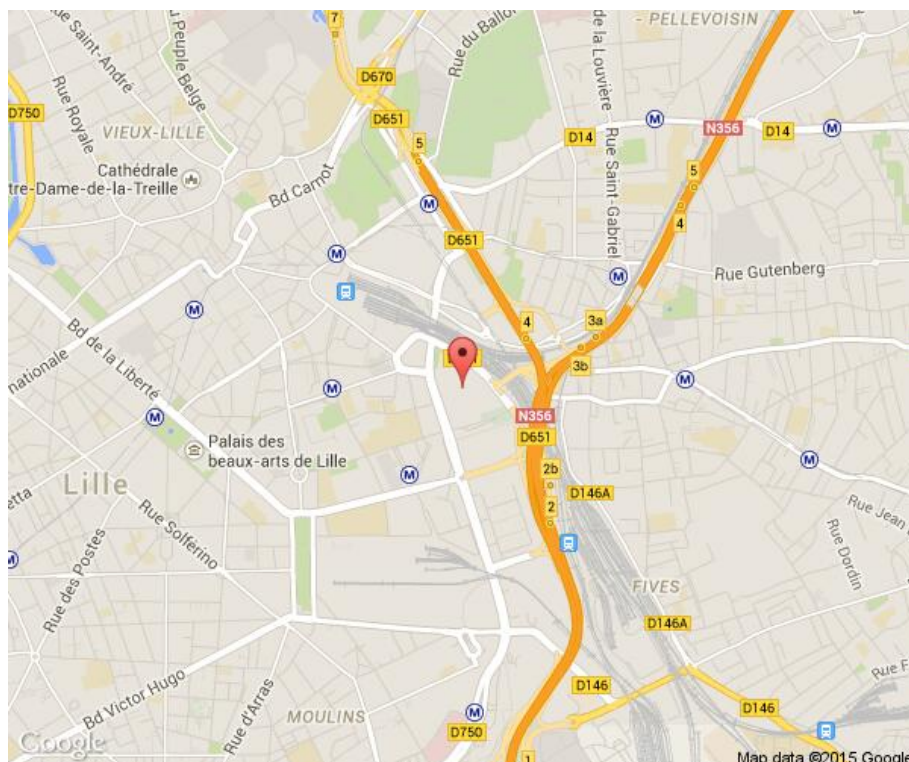 7
- PELLEVOISIN
Rue Saint-André
du Peuple Belge
Rue du Ballon
de la Louvière
D670
D750
Rue Royale
D651
N356
D14
D14
VIEUX-LILLE
5
Rue Saint-Gabriel
Cathédrale
tre-Dame-de-la-Treille
Bd Carnot
5
4
D651
Rue Gutenberg
Bd de la Liberté
nationale
4
3a
3b
N356
D651
Palais des
beaux-arts de Lille
2b
Lille
etta
D146A
2
Rue Solférino
Rue Jean
Rue des Postes
Rue Dordin
FIVES
D146A
Rue F
Bd Victor Hugo
Rue d'Arras
MOULINS
D146
D146
D750
1
Google
Map data ©2015 Google